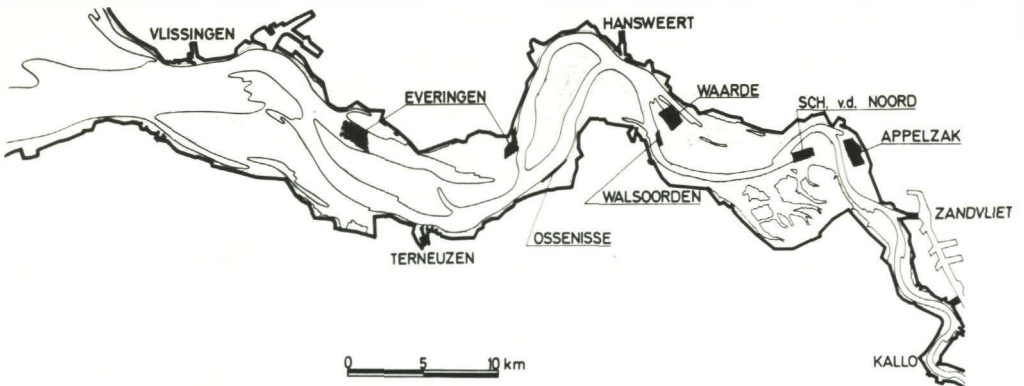 VLISSINGEN
HANSWEERT
EVERINGEN
WAARDE
SCH. v.d. NOORD
APPELZAK
WALSOORDEN
ZANDVLIET
OSSENISSE
TERNEUZEN
KALLO
0 5 10 km